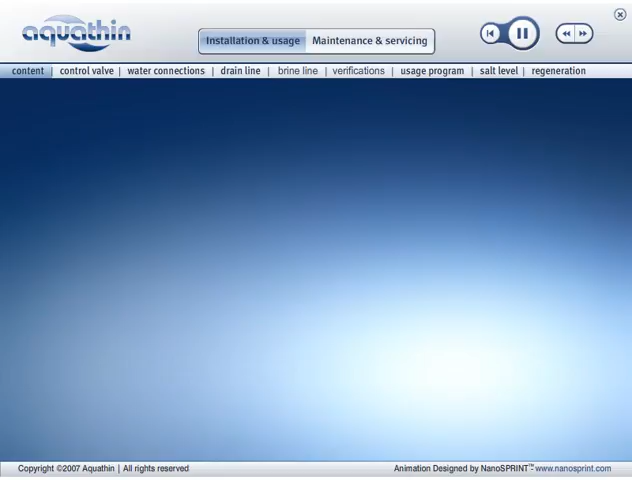 aquathin
Installation & usage Maintenance & servicing
content | control valve | water connections | drain line | brine line | verifications | usage program | salt level | regeneration
Copyright ©2007 Aquathin | All rights reserved Animation Designed by NanoSPRINT™- www.nanosprint.com